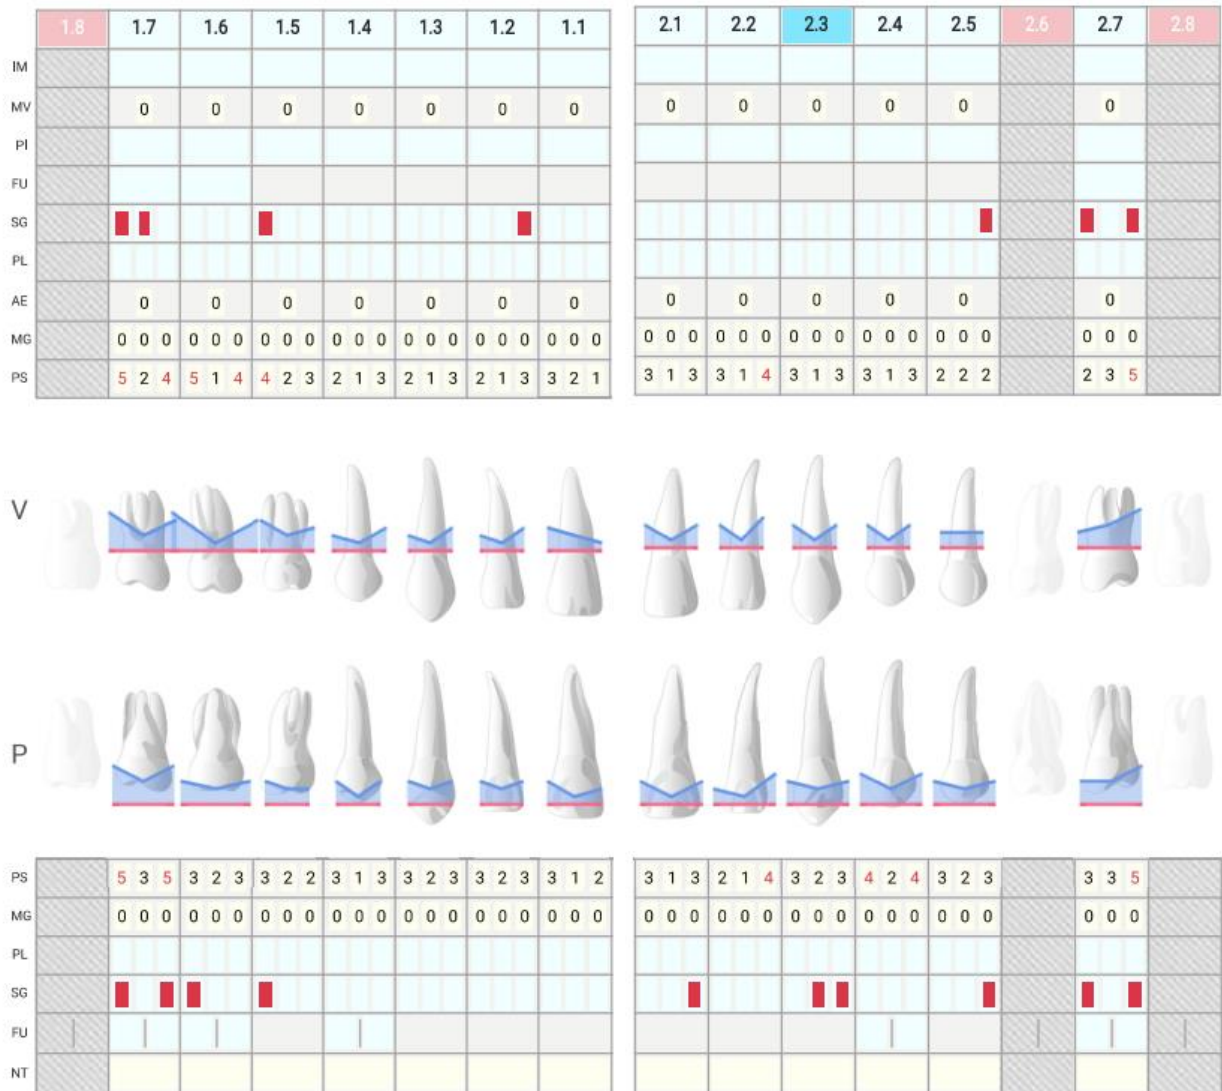 1.8 1.7 1.6 1.5 1.4 1.3 1.2 1.1 2.1 2.2 2.3 2.4 2.5 2.6 2.7 2.8
IM
MV 0 0 0 0 0 0 0 0 0 0 0 0 0
PI
FU
SG
PL
AE 0 0 0 0 0 0 0 0 0 0 0 0 0
MG 0 0 0 0 0 0 0 0 0 0 0 0 0 0 0 0 0 0 0 0 0 0 0 0 0 0 0 0 0 0 0 0 0 0 0 0 0 0 0
PS 5 2 4 5 1 4 4 2 3 2 1 3 2 1 3 2 1 3 3 2 1 3 1 3 3 1 4 3 1 3 3 1 3 2 2 2 2 3 5
V
P
PS 5 3 5 3 2 3 3 2 2 3 1 3 3 2 3 3 2 3 3 1 2 3 1 3 2 1 4 3 2 3 4 2 4 3 2 3 3 3 5
MG 0 0 0 0 0 0 0 0 0 0 0 0 0 0 0 0 0 0 0 0 0 0 0 0 0 0 0 0 0 0 0 0 0 0 0 0 0 0 0
PL
SG
FU
NT